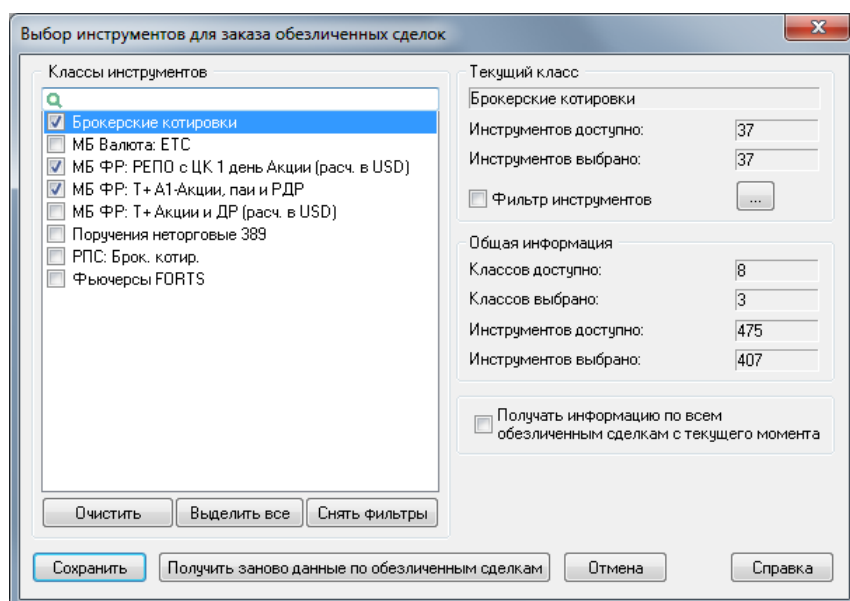 Выбор инструментов для заказа обезличенных сделок
Классы инструментов
Брокерские котировки
МБ Валюта: ETC
МБ ФР: РЕПО с ЦК 1 день Акции (расч. в USD)
МБ ФР: Т+ А1-Акции, паи и РДР
МБ ФР: Т+ Акции и ДР (расч. в USD)
Поручения неторговые 389
РПС: Брок. котир.
Фьючерсы FORTS
Очистить
Выделить все
Снять фильтры
Текущий класс
Брокерские котировки
Инструментов доступно: 37
Инструментов выбрано: 37
Фильтр инструментов ...
Общая информация
Классов доступно: 8
Классов выбрано: 3
Инструментов доступно: 475
Инструментов выбрано: 407
Получать информацию по всем
обезличенным сделкам с текущего момента
Сохранить
Получить заново данные по обезличенным сделкам
Отмена
Справка